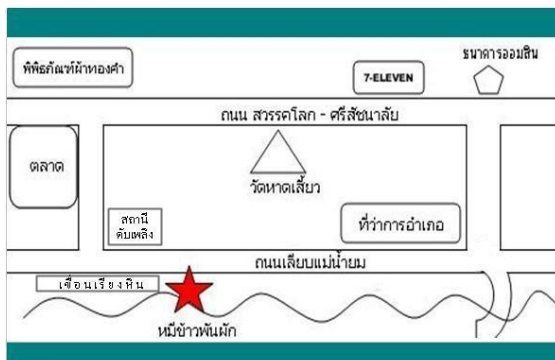 ธนาคารออมสิน
พิพิธภัณฑ์ผ้าทองคำ
7-ELEVEN
ถนน สวรรคโลก - ศรีสัชนาลัย
ตลาด
วัดหาดเสี้ยว
สถานี
ดับเพลิง
ที่ว่าการอำเภอ
ถนนเลียบแม่น้ำยม
เขื่อนเรียงหิน
หมี่ข้าวพันผัก